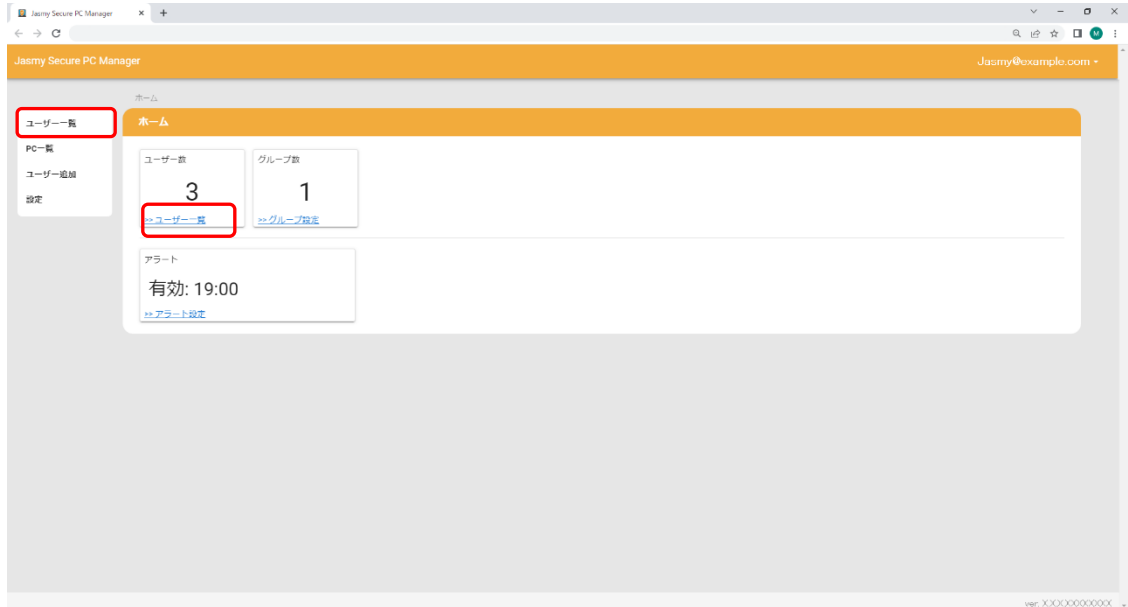 Jasmy Secure PC Manager
Jasmy Secure PC Manager
Jasmy@example.com
ホーム
ユーザー一覧
ホーム
PC一覧
ユーザー追加
設定
ユーザー数
グループ数
3
1
>> ユーザー一覧
>> グループ設定
アラート
有効: 19:00
>> アラート設定
M